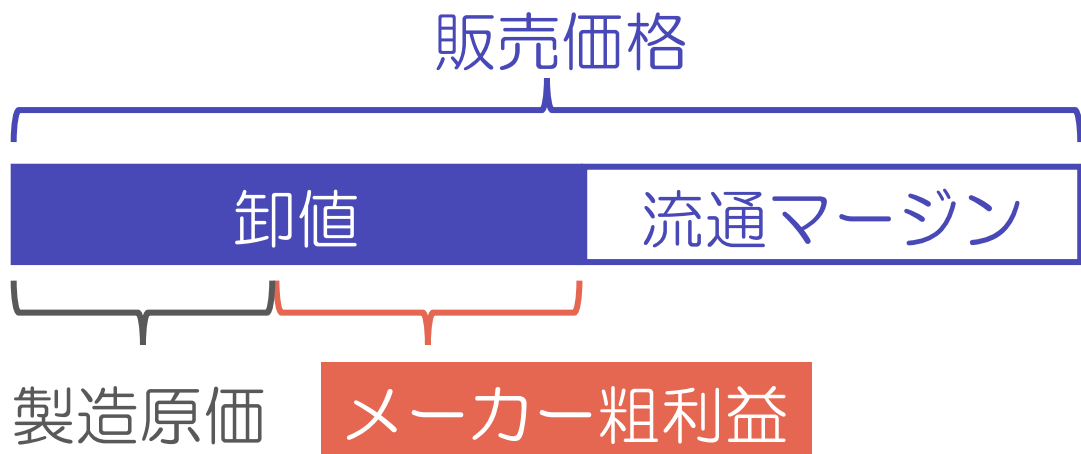 販売価格
卸値
流通マージン
製造原価
メーカー粗利益